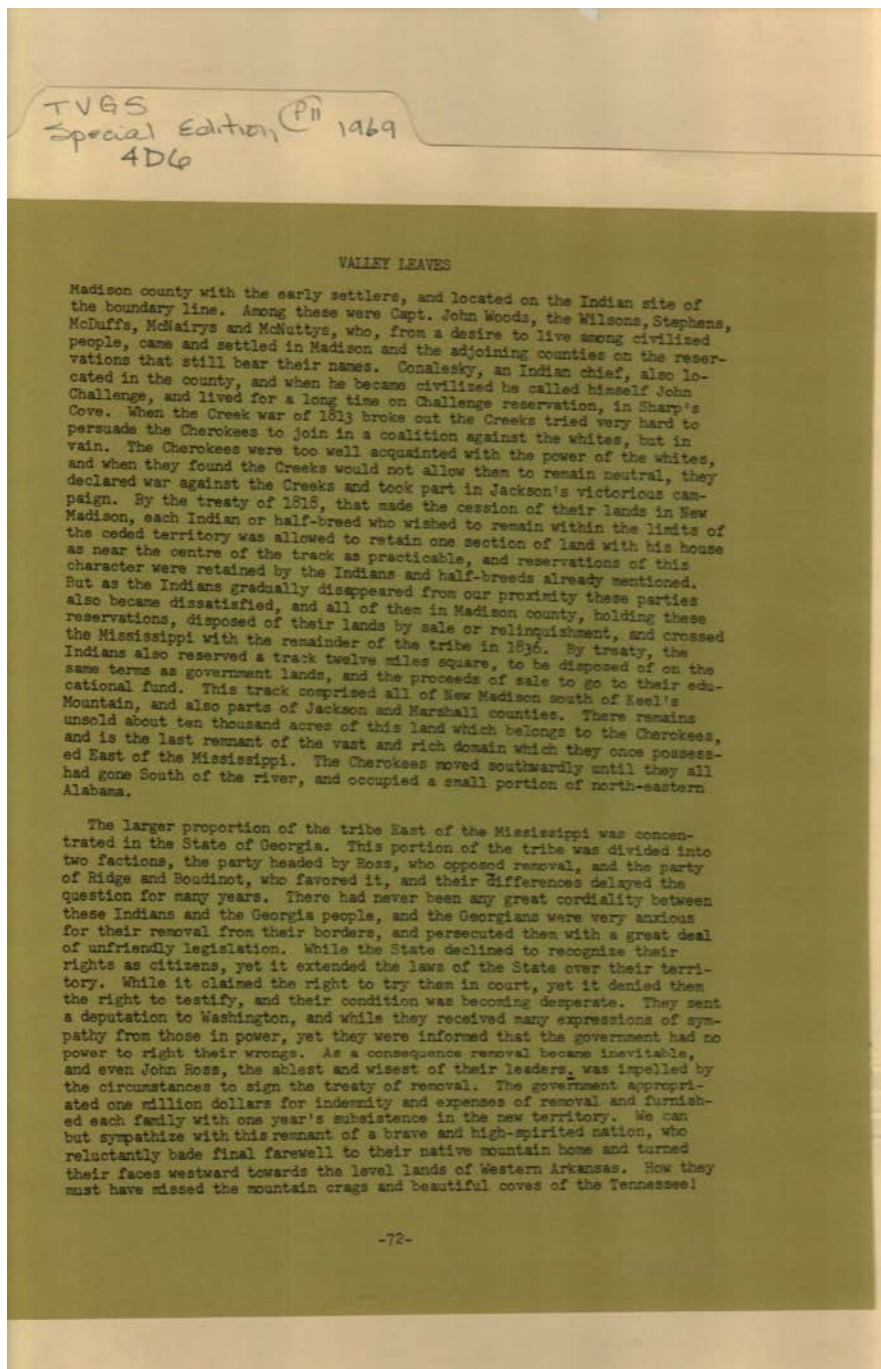 TVGS
Special Edition, P11 1969
4D6
VALLEY LEAVES
Madison county with the early settlers, and located on the Indian site of
the boundary line. Among these were Capt. John Woods, the Wilsons, Stephens,
McDuffs, McNairys and McNuttys, who, from a desire to live among civilized
people, came and settled in Madison and the adjoining counties on the reser-
vations that still bear their names. Conalesky, an Indian chief, also lo-
cated in the county, and when he became civilized he called himself John
Challenge, and lived for a long time on Challenge reservation, in Sharp's
Cove. When the Creek war of 1813 broke out the Creeks tried very hard to
persuade the Cherokees to join in a coalition against the whites, but in
vain. The Cherokees were too well acquainted with the power of the whites,
and when they found the Creeks would not allow them to remain neutral, they
declared war against the Creeks and took part in Jackson's victorious cam-
paign. By the treaty of 1818, that made the cession of their lands in New
Madison, each Indian or half-breed who wished to remain within the limits of
the ceded territory was allowed to retain one section of land with his house
as near the centre of the track as practicable, and reservations of this
character were retained by the Indians and half-breeds already mentioned.
But as the Indians gradually disappeared from our proximity these parties
also became dissatisfied, and all of them in Madison county, holding these
reservations, disposed of their lands by sale or relinquishment, and crossed
the Mississippi with the remainder of the tribe in 1836. By treaty, the
Indians also reserved a track twelve miles square, to be disposed of on the
same terms as government lands, and the proceeds of sale to go to their edu-
cational fund. This track comprised all of New Madison south of Keel's
Mountain, and also parts of Jackson and Marshall counties. There remains
unsold about ten thousand acres of this land which belongs to the Cherokees,
and is the last remnant of the vast and rich domain which they once possess-
ed East of the Mississippi. The Cherokees moved southwardly until they all
had gone South of the river, and occupied a small portion of north-eastern
Alabama.
The larger proportion of the tribe East of the Mississippi was concen-
trated in the State of Georgia. This portion of the tribe was divided into
two factions, the party headed by Ross, who opposed removal, and the party
of Ridge and Boudinot, who favored it, and their differences delayed the
question for many years. There had never been any great cordiality between
these Indians and the Georgia people, and the Georgians were very anxious
for their removal from their borders, and persecuted them with a great deal
of unfriendly legislation. While the State declined to recognize their
rights as citizens, yet it extended the laws of the State over their terri-
tory. While it claimed the right to try them in court, yet it denied them
the right to testify, and their condition was becoming desperate. They sent
a deputation to Washington, and while they received many expressions of sym-
pathy from those in power, yet they were informed that the government had no
power to right their wrongs. As a consequence removal became inevitable,
and even John Ross, the ablest and wisest of their leaders, was impelled by
the circumstances to sign the treaty of removal. The government appropri-
ated one million dollars for indemnity and expenses of removal and furnish-
ed each family with one year's subsistence in the new territory. We can
but sympathize with this remnant of a brave and high-spirited nation, who
reluctantly bade final farewell to their native mountain home and turned
their faces westward towards the level lands of Western Arkansas. How they
must have missed the mountain crags and beautiful coves of the Tennessee!
-72-